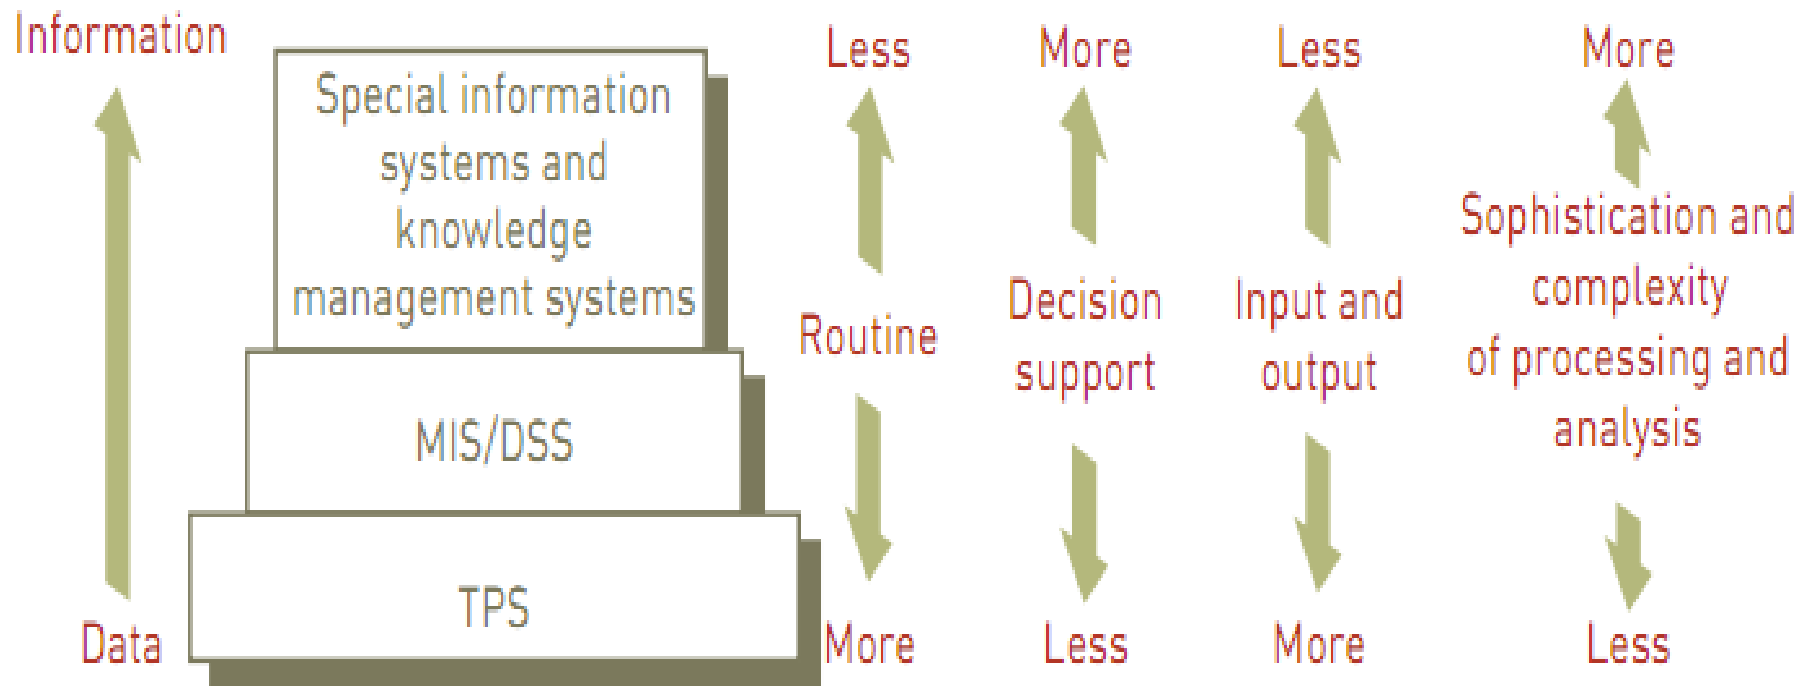 Information
Special information
systems and
knowledge
management systems
MIS/DSS
TPS
Data
Less
Routine
More
More
Decision
support
Less
Less
Input and
output
More
More
Sophistication and
complexity
of processing and
analysis
Less